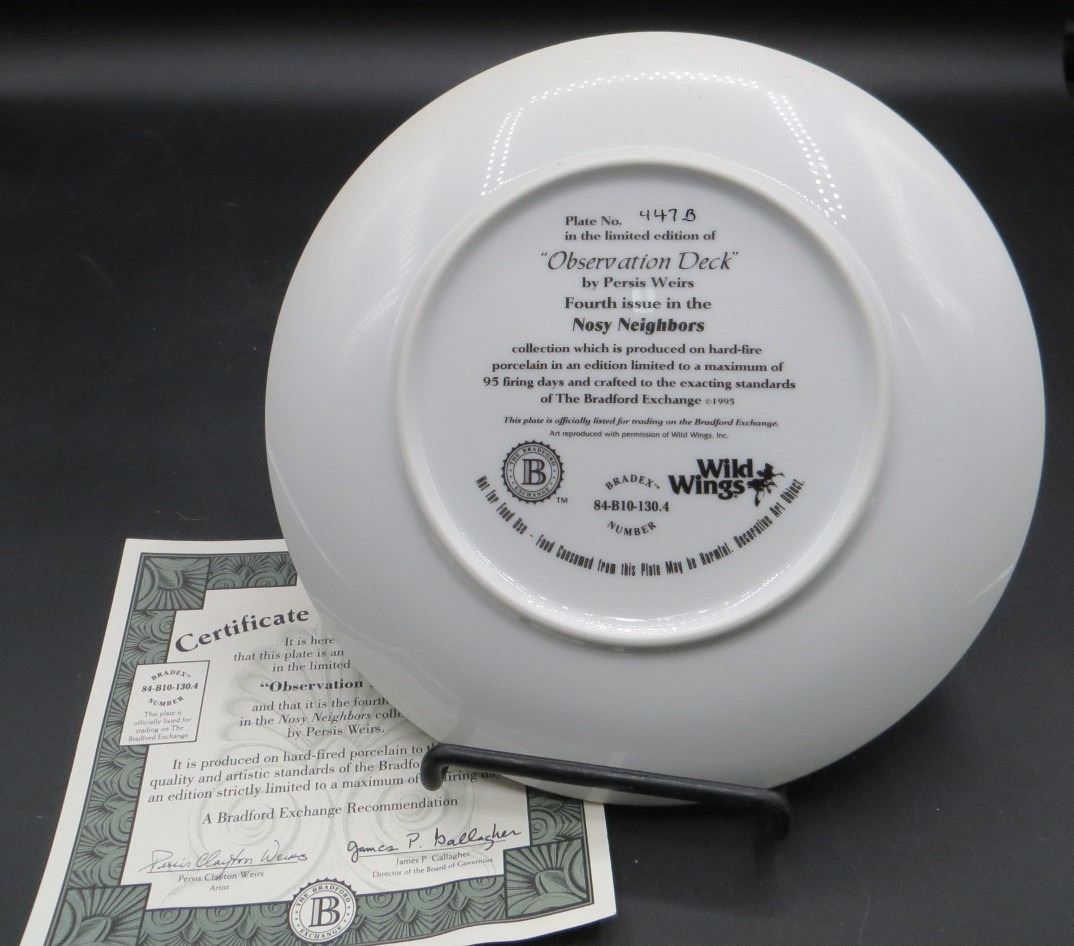 Plate No. 447B
in the limited edition of
"Observation Deck"
by Persis Weirs
Fourth issue in the
Nosy Neighbors
collection which is produced on hard-fire
porcelain in an edition limited to a maximum of
95 firing days and crafted to the exacting standards
of The Bradford Exchange ©1995
This plate is officially listed for trading on the Bradford Exchange.
Art reproduced with permission of Wild Wings, Inc.
THE BRADFORD
B
EXCHANGE
TM
BRADEX™
84-B10-130.4
NUMBER
Wild
Wings
Not for Food Use - Food Consumed from this Plate May be Harmful. Decorative Art Object.
Certificate
It is here
that this plate is an
in the limited
"Observation
and that it is the fourth
in the Nosy Neighbors colle
by Persis Weirs.
BRADEX™
84-B10-130.4
NUMBER
This plate is
officially listed for
trading on The
Bradford Exchange
It is produced on hard-fired porcelain to th
quality and artistic standards of the Bradfo
an edition strictly limited to a maximum of firing da
A Bradford Exchange Recommendation
Persis Clayton Weirs
James P. Gallagher
Persis Clayton Weirs
Artist
James P. Gallagher
Director of the Board of Governors
THE BRADFORD
B
EXCHANGE